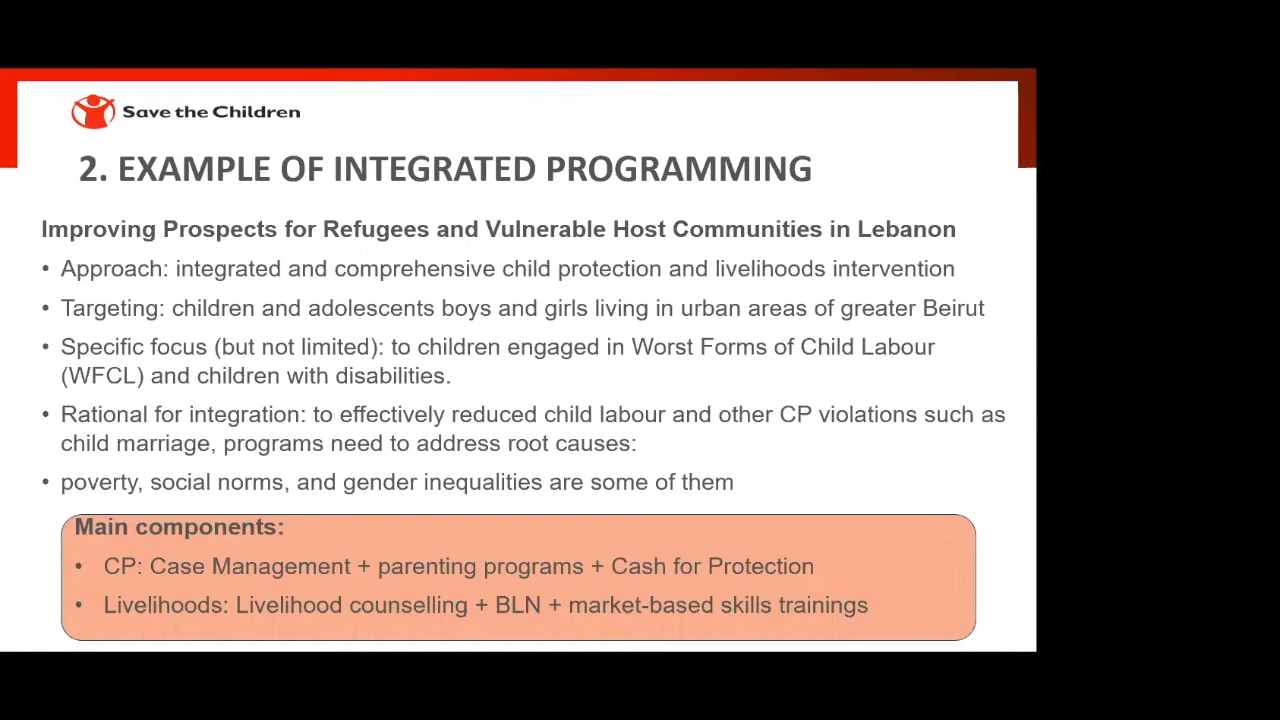 Save the Children
2. EXAMPLE OF INTEGRATED PROGRAMMING
Improving Prospects for Refugees and Vulnerable Host Communities in Lebanon
• Approach: integrated and comprehensive child protection and livelihoods intervention
• Targeting: children and adolescents boys and girls living in urban areas of greater Beirut
• Specific focus (but not limited): to children engaged in Worst Forms of Child Labour
(WFCL) and children with disabilities.
• Rational for integration: to effectively reduced child labour and other CP violations such as
child marriage, programs need to address root causes:
• poverty, social norms, and gender inequalities are some of them
Main components:
• CP: Case Management + parenting programs + Cash for Protection
• Livelihoods: Livelihood counselling + BLN + market-based skills trainings